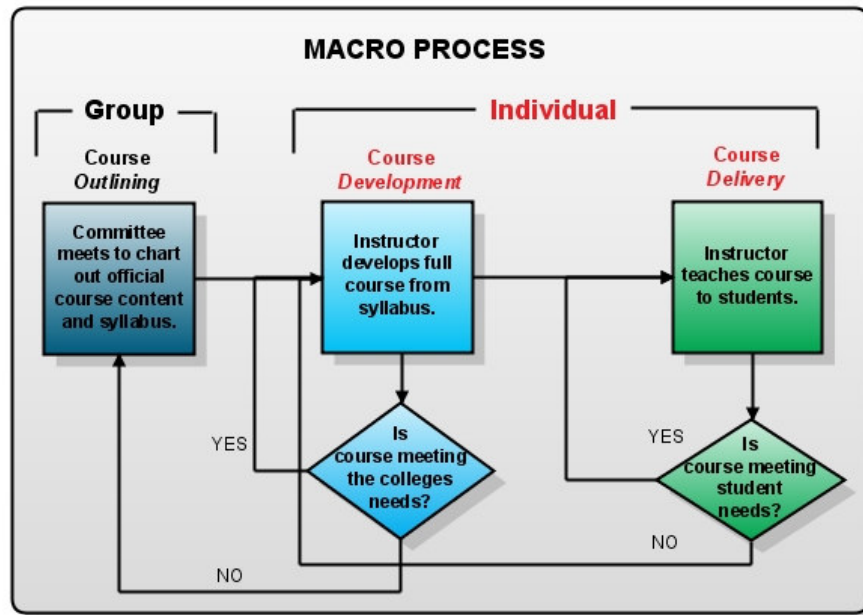 MACRO PROCESS
Group
Individual
Course
Outlining
Course
Development
Course
Delivery
Committee
meets to chart
out official
course content
and syllabus.
Instructor
develops full
course from
syllabus.
Instructor
teaches course
to students.
YES
Is
course meeting
the colleges
needs?
YES
Is
course meeting
student
needs?
NO
NO